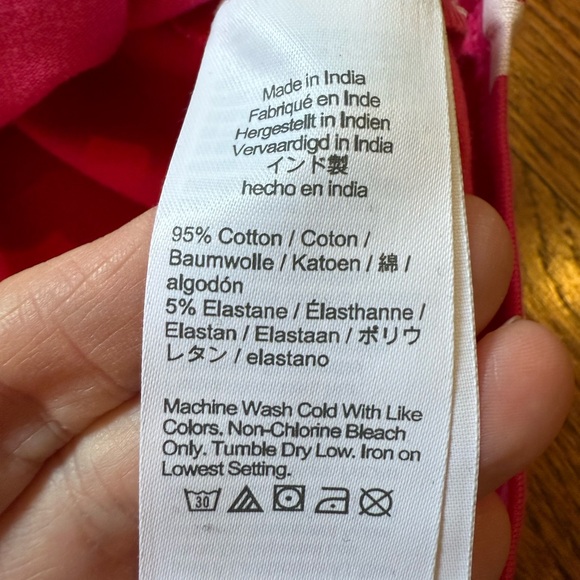 Made in India
Fabriqué en Inde
Hergestellt in Indien
Vervaardigd in India
インド製
hecho en india
95% Cotton / Coton /
Baumwolle / Katoen / 綿 /
algodón
5% Elastane / Élasthanne /
Elastan / Elastaan / ポリウ
レタン / elastano
Machine Wash Cold With Like
Colors. Non-Chlorine Bleach
Only. Tumble Dry Low. Iron on
Lowest Setting.
30